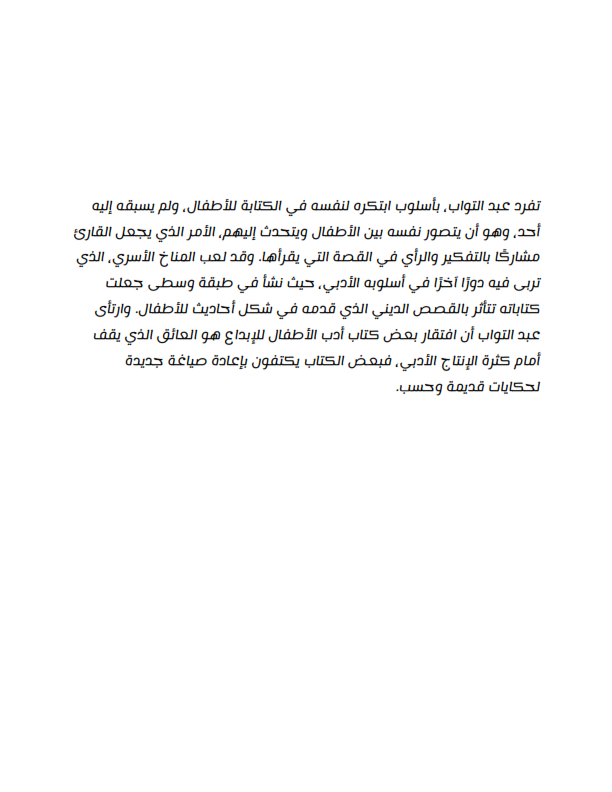 تفرد عبد التواب، بأسلوب ابتكره لنفسه في الكتابة للأطفال، ولم يسبقه إليه
أحد، وهو أن يتصور نفسه بين الأطفال ويتحدث إليهم، الأمر الذي يجعل القارئ
مشاركًا بالتفكير والرأي في القصة التي يقرأها. وقد لعب المناخ الأسري، الذي
تربى فيه دورًا آخرًا في أسلوبه الأدبي، حيث نشأ في طبقة وسطى جعلت
كتاباته تتأثر بالقصص الديني الذي قدمه في شكل أحاديث للأطفال. وارتأى
عبد التواب أن افتقار بعض كتاب أدب الأطفال للإبداع هو العائق الذي يقف
أمام كثرة الإنتاج الأدبي، فبعض الكتاب يكتفون بإعادة صياغة جديدة
لحكايات قديمة وحسب.